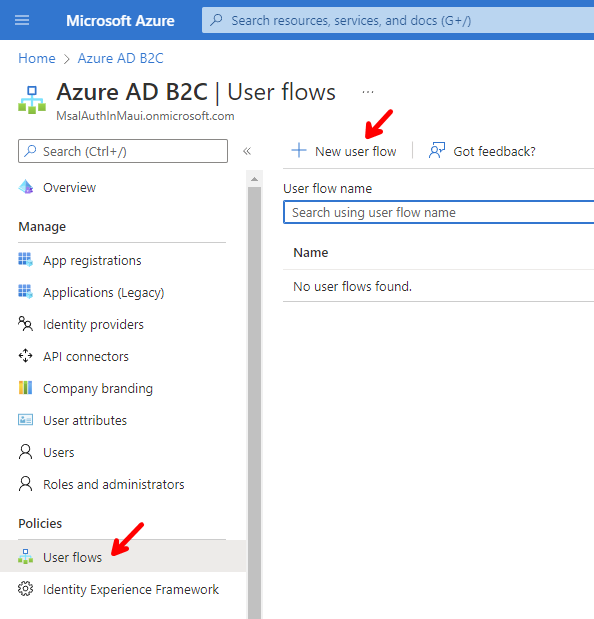 Microsoft Azure
Search resources, services, and docs (G+/)
Home > Azure AD B2C
Azure AD B2C | User flows ...
MsalAuthInMaui.onmicrosoft.com
Search (Ctrl+/) «
Overview
Manage
App registrations
Applications (Legacy)
Identity providers
API connectors
Company branding
User attributes
Users
Roles and administrators
Policies
User flows
Identity Experience Framework
+ New user flow
Got feedback?
User flow name
Search using user flow name
Name
No user flows found.